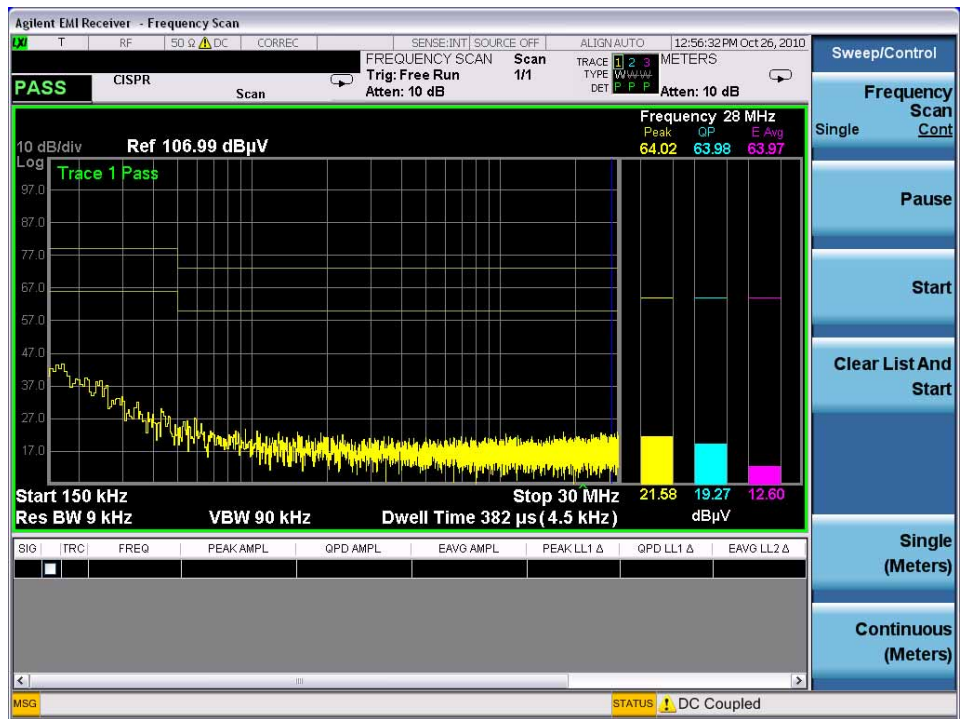 Agilent EMI Receiver - Frequency Scan
LXI T RF 50 Ω DC CORREC SENSE:INT SOURCE OFF ALIGN AUTO 12:56:32 PM Oct 26, 2010
FREQUENCY SCAN Scan TRACE 1 2 3 METERS
PASS CISPR Scan Trig: Free Run 1/1 TYPE W W W
Atten: 10 dB DET P P P Atten: 10 dB
Frequency 28 MHz
Peak QP E Avg
10 dB/div Ref 106.99 dBµV 64.02 63.98 63.97
Log
Trace 1 Pass
97.0
87.0
77.0
67.0
57.0
47.0
37.0
27.0
17.0
Start 150 kHz Stop 30 MHz 21.58 19.27 12.60
Res BW 9 kHz VBW 90 kHz Dwell Time 382 µs (4.5 kHz) dBµV
SIG TRC FREQ PEAK AMPL QPD AMPL EAVG AMPL PEAK LL1 Δ QPD LL1 Δ EAVG LL2 Δ
MSG STATUS DC Coupled
Sweep/Control
Frequency
Scan
Single Cont
Pause
Start
Clear List And
Start
Single
(Meters)
Continuous
(Meters)